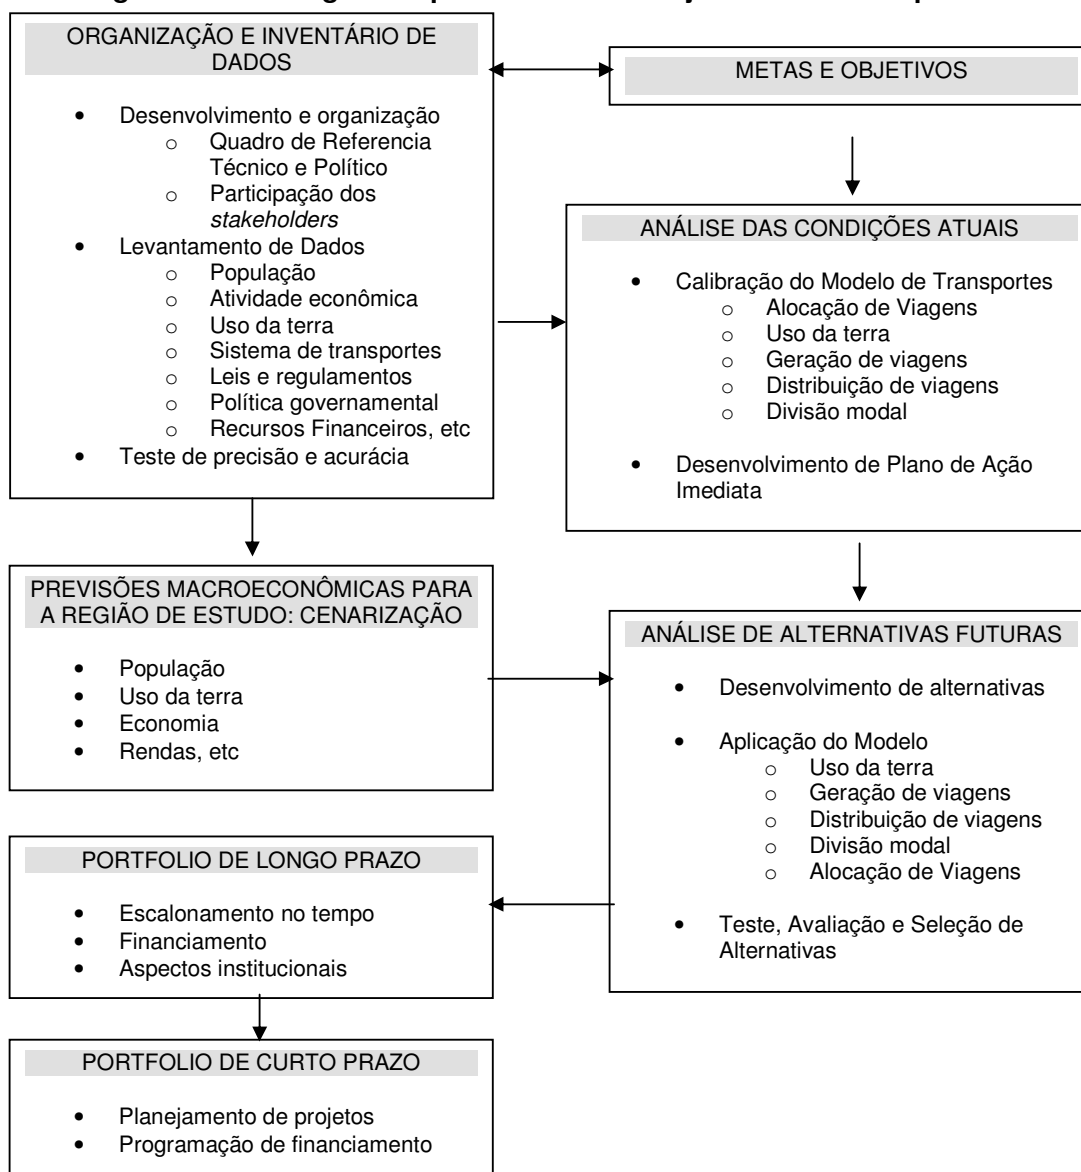 ORGANIZAÇÃO E INVENTÁRIO DE
DADOS
• Desenvolvimento e organização
o Quadro de Referencia
Técnico e Político
o Participação dos
stakeholders
• Levantamento de Dados
o População
o Atividade econômica
o Uso da terra
o Sistema de transportes
o Leis e regulamentos
o Política governamental
o Recursos Financeiros, etc
• Teste de precisão e acurácia
METAS E OBJETIVOS
ANÁLISE DAS CONDIÇÕES ATUAIS
• Calibração do Modelo de Transportes
o Alocação de Viagens
o Uso da terra
o Geração de viagens
o Distribuição de viagens
o Divisão modal
• Desenvolvimento de Plano de Ação
Imediata
PREVISÕES MACROECONÔMICAS PARA
A REGIÃO DE ESTUDO: CENARIZAÇÃO
• População
• Uso da terra
• Economia
• Rendas, etc
ANÁLISE DE ALTERNATIVAS FUTURAS
• Desenvolvimento de alternativas
• Aplicação do Modelo
o Uso da terra
o Geração de viagens
o Distribuição de viagens
o Divisão modal
o Alocação de Viagens
• Teste, Avaliação e Seleção de
Alternativas
PORTFOLIO DE LONGO PRAZO
• Escalonamento no tempo
• Financiamento
• Aspectos institucionais
PORTFOLIO DE CURTO PRAZO
• Planejamento de projetos
• Programação de financiamento